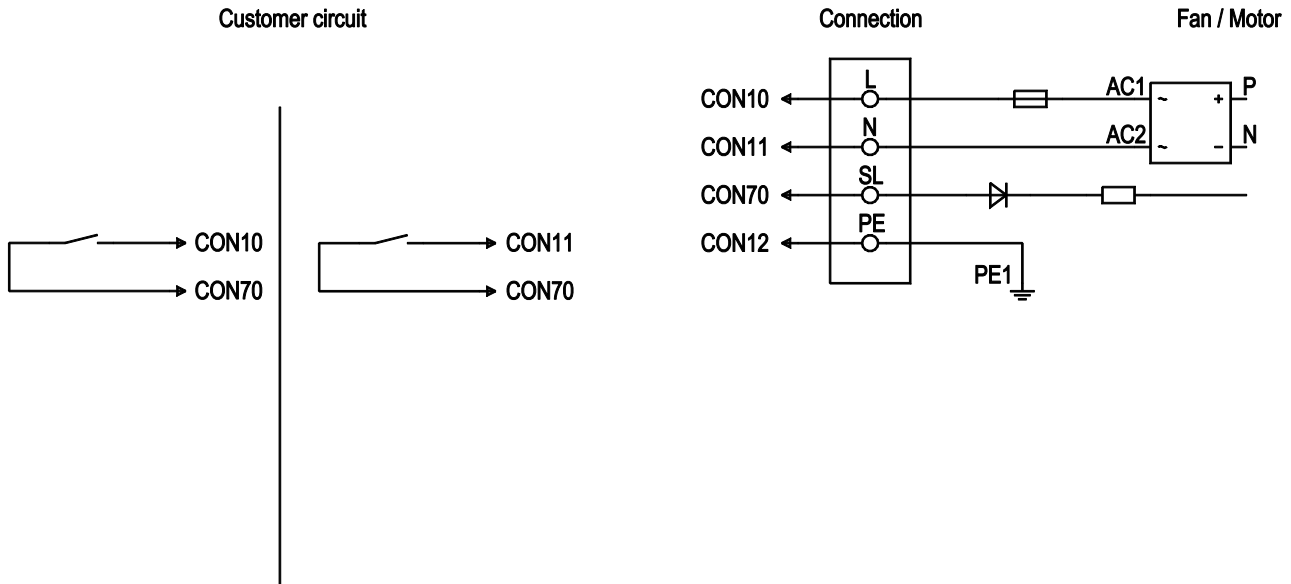 Customer circuit
Connection
Fan / Motor
CON10
L
AC1
~
+
P
CON11
N
AC2
~
–
N
CON70
SL
CON12
PE
PE1
CON10
CON70
CON11
CON70